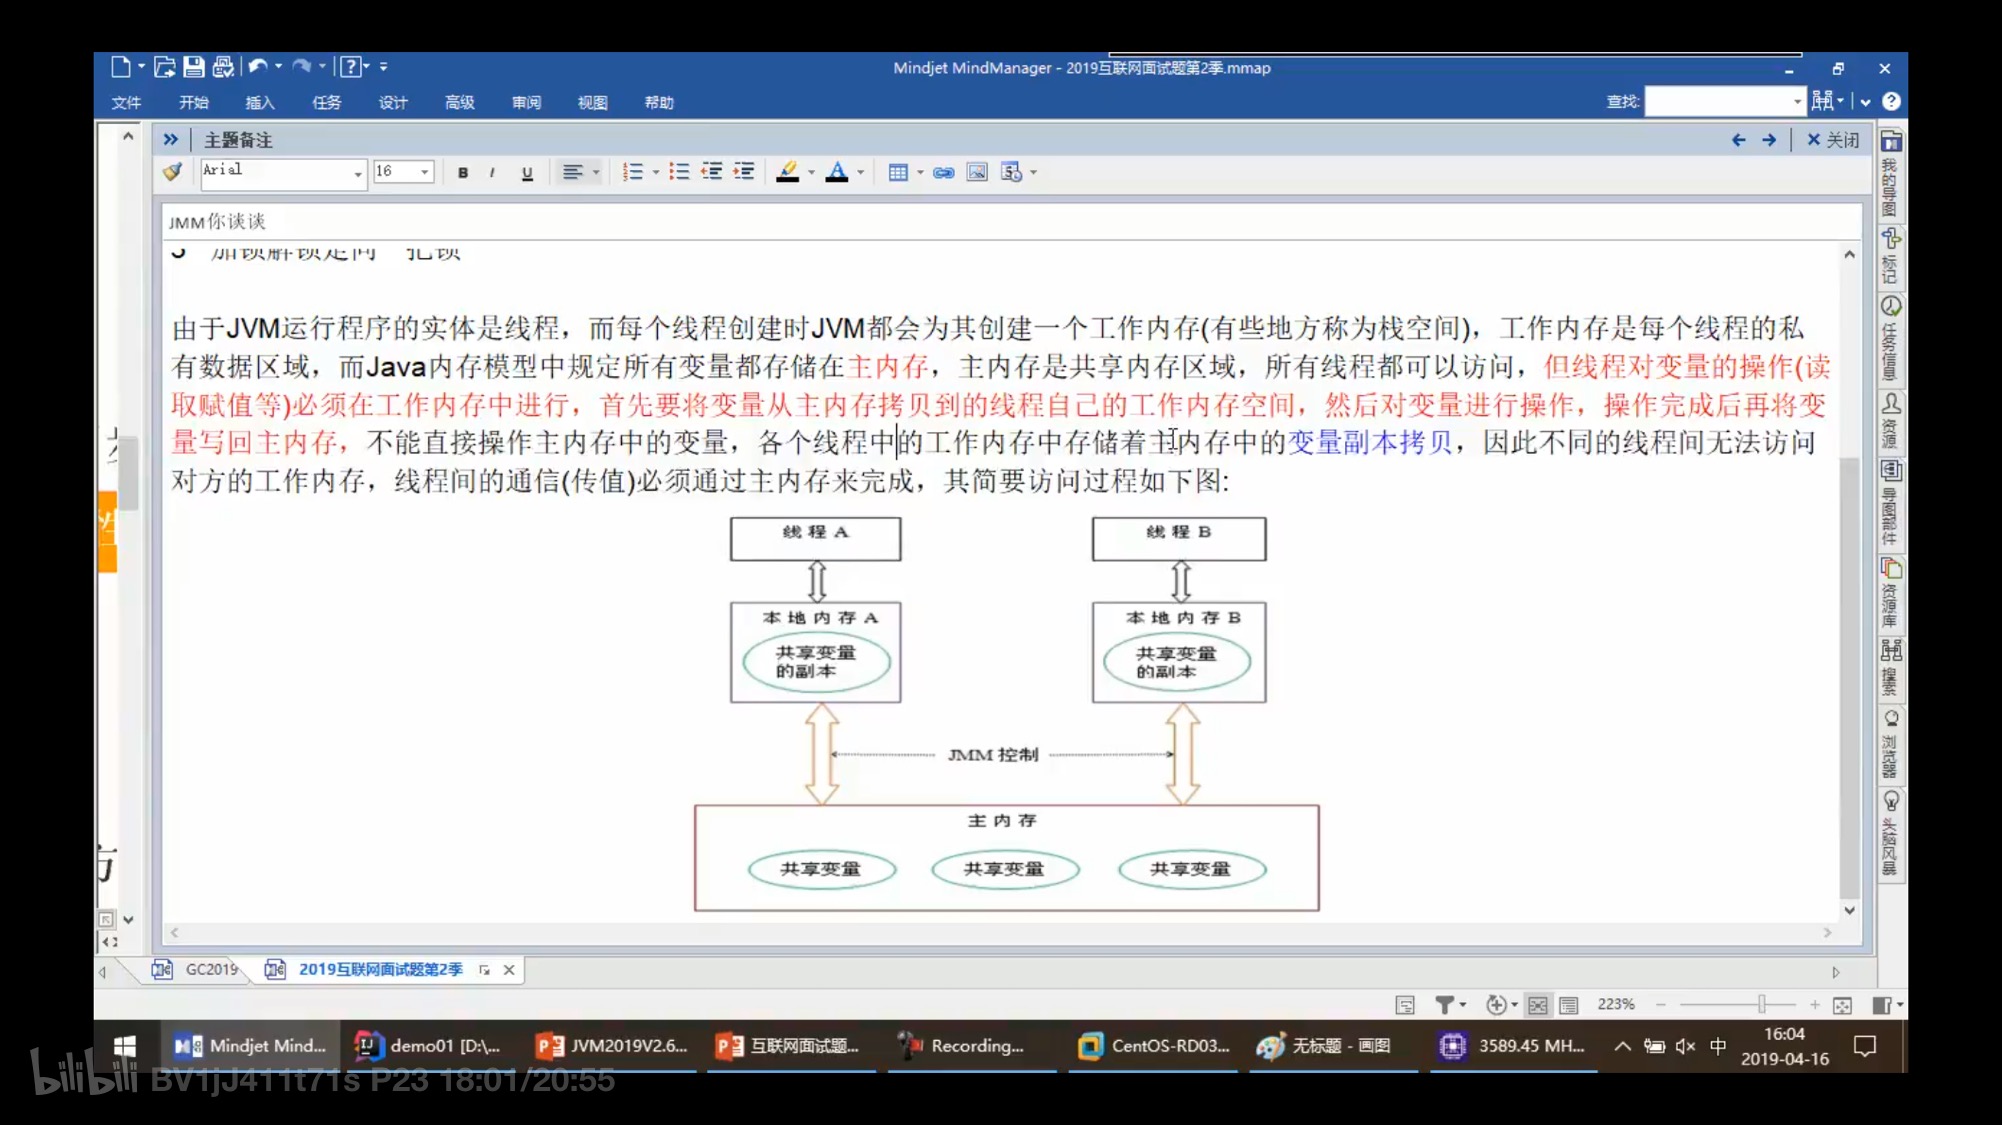 Mindjet MindManager - 2019互联网面试题第2季.mmap
文件 开始 插入 任务 设计 高级 审阅 视图 帮助
查找:
主题备注
关闭
Arial 16 B I U
JMM你谈谈
3 加锁解锁是同一把锁
由于JVM运行程序的实体是线程，而每个线程创建时JVM都会为其创建一个工作内存(有些地方称为栈空间)，工作内存是每个线程的私
有数据区域，而Java内存模型中规定所有变量都存储在主内存，主内存是共享内存区域，所有线程都可以访问，但线程对变量的操作(读
取赋值等)必须在工作内存中进行，首先要将变量从主内存拷贝到的线程自己的工作内存空间，然后对变量进行操作，操作完成后再将变
量写回主内存，不能直接操作主内存中的变量，各个线程中的工作内存中存储着主内存中的变量副本拷贝，因此不同的线程间无法访问
对方的工作内存，线程间的通信(传值)必须通过主内存来完成，其简要访问过程如下图:
线程A
线程B
本地内存A
本地内存B
共享变量
的副本
共享变量
的副本
JMM控制
主内存
共享变量 共享变量 共享变量
我的导图
标记
任务信息
资源
导图部件
资源库
搜索
浏览器
头脑风暴
GC2019
2019互联网面试题第2季
223%
Mindjet Mind...
demo01 [D:\...
JVM2019V2.6...
互联网面试题...
Recording...
CentOS-RD03...
无标题 - 画图
3589.45 MH...
中
16:04
2019-04-16
bilibili BV1jJ411t71s P23 18:01/20:55